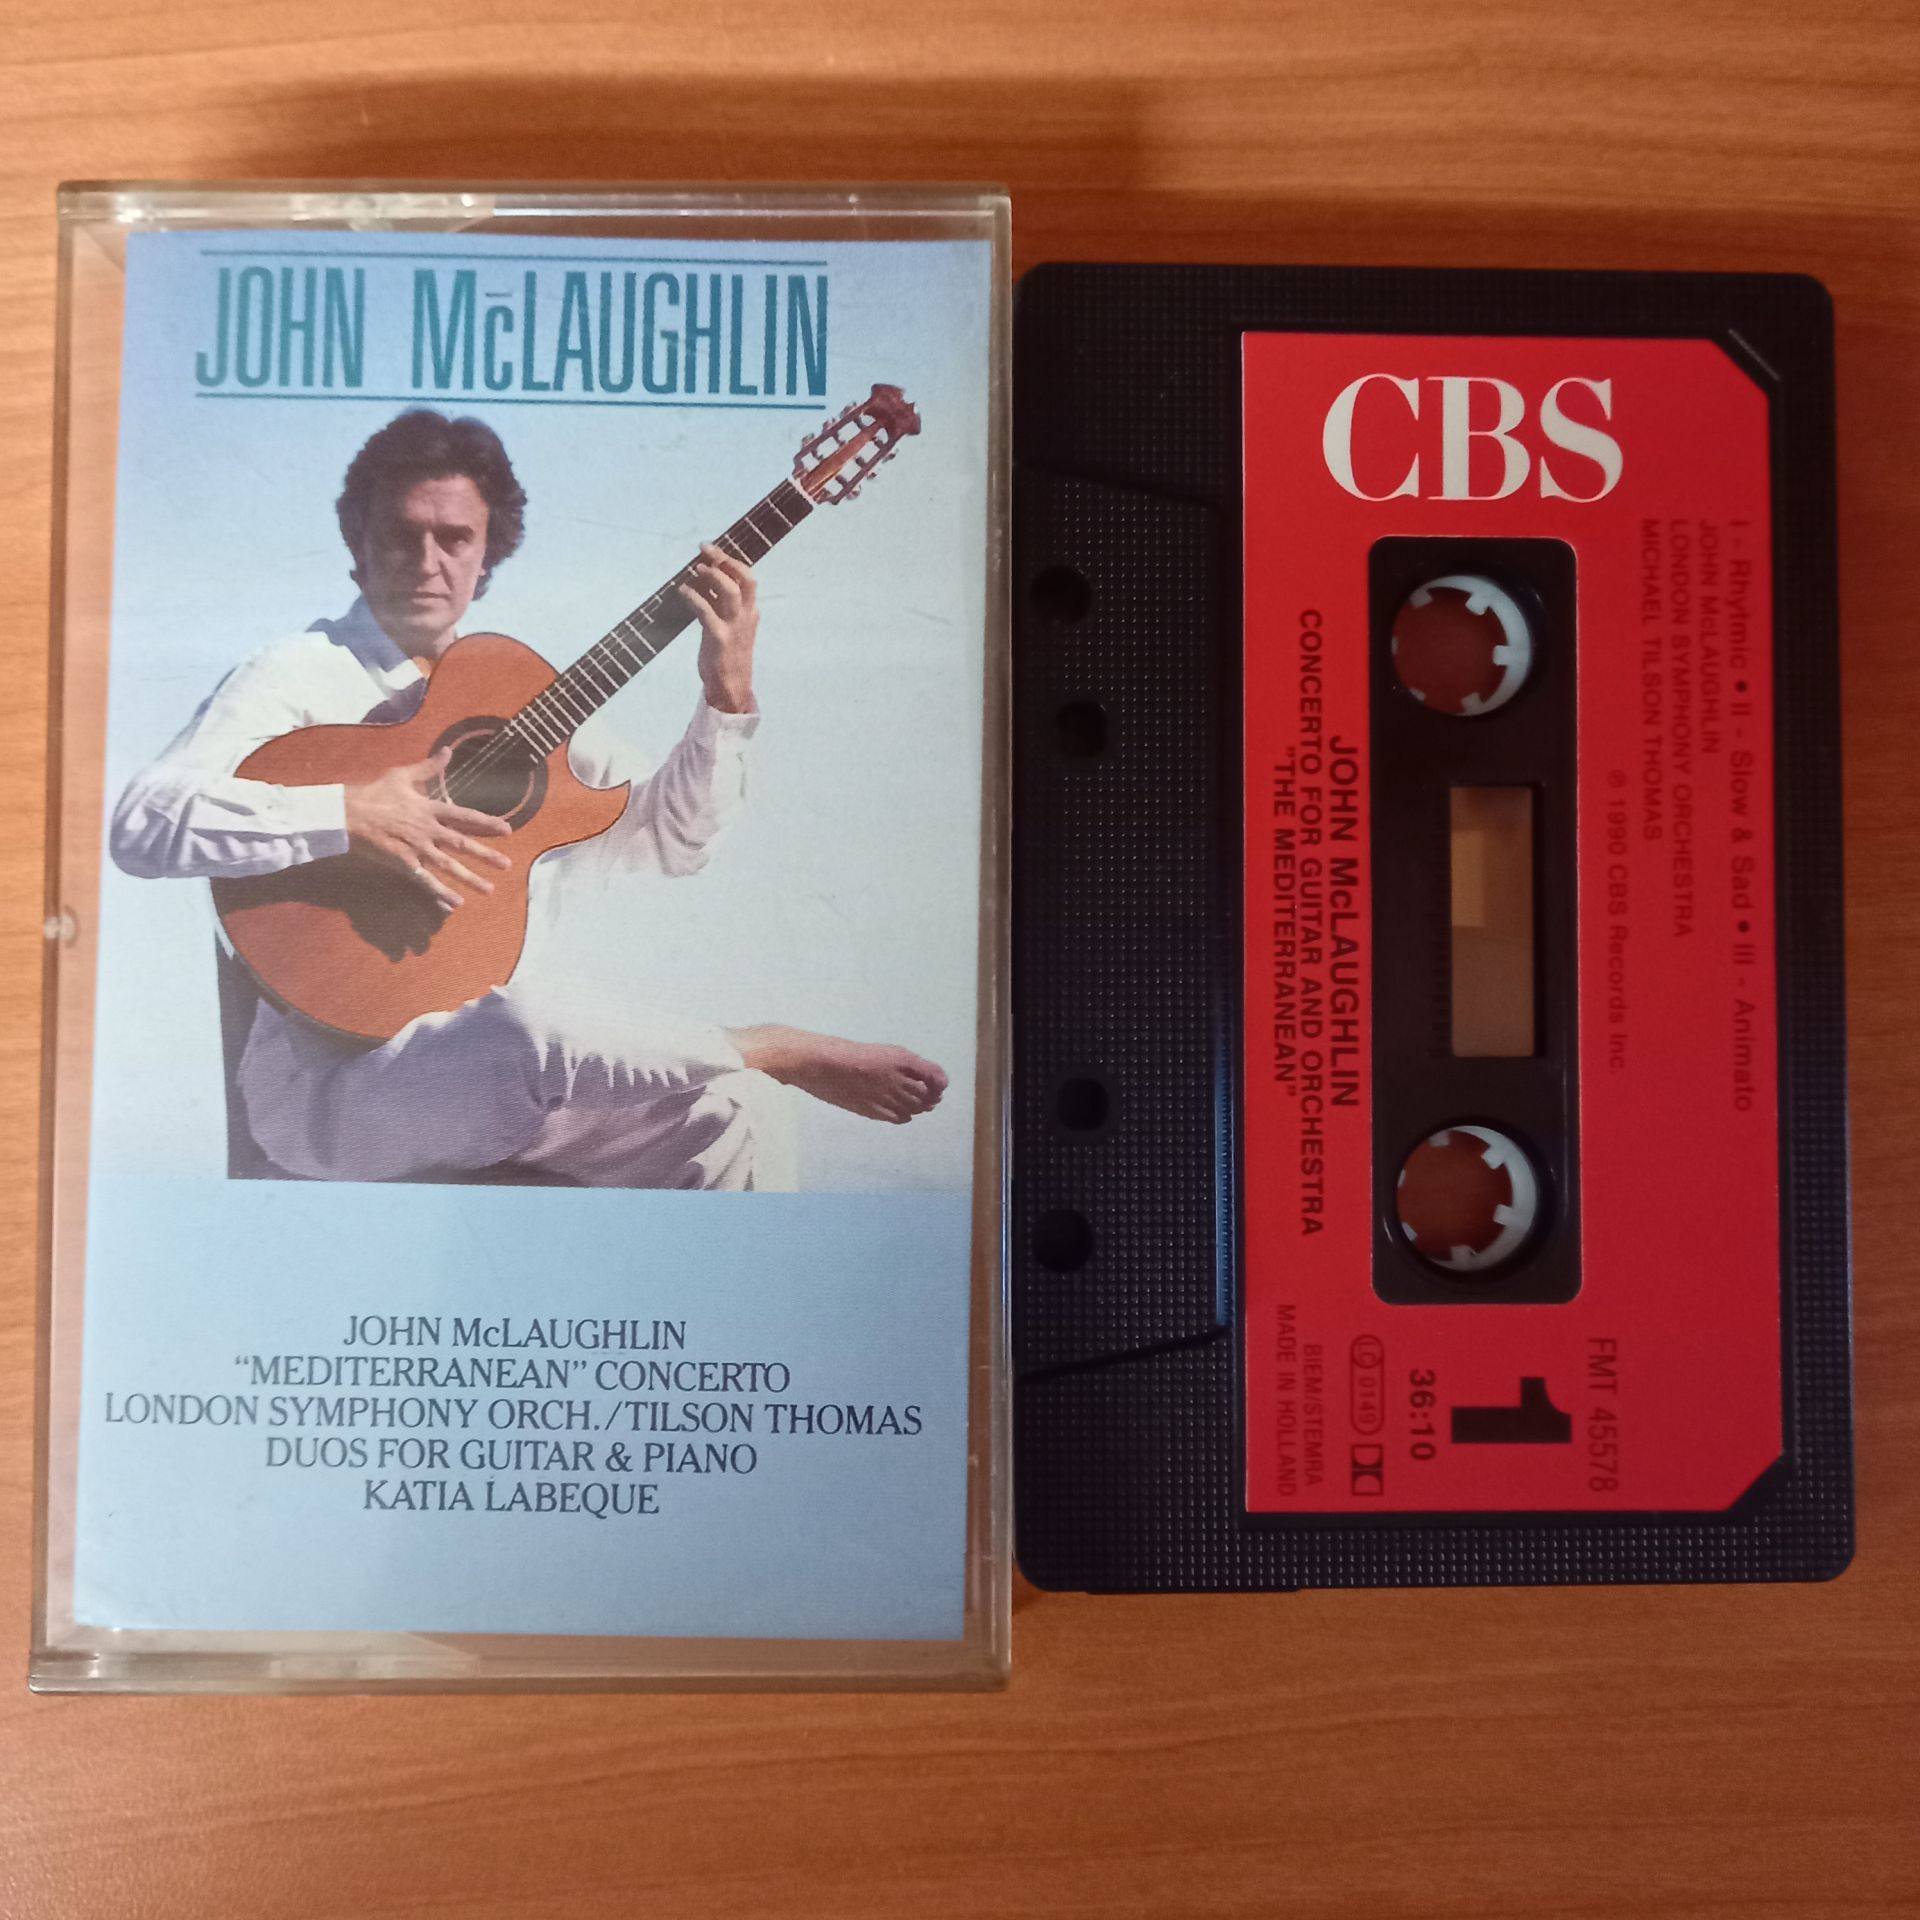 JOHN McLAUGHLIN
JOHN McLAUGHLIN
“MEDITERRANEAN” CONCERTO
LONDON SYMPHONY ORCH./TILSON THOMAS
DUOS FOR GUITAR & PIANO
KATIA LABEQUE
CBS
I - Rhytmic • II - Slow & Sad • III - Animato
JOHN McLAUGHLIN
LONDON SYMPHONY ORCHESTRA
MICHAEL TILSON THOMAS
℗ 1990 CBS Records Inc.
JOHN McLAUGHLIN
CONCERTO FOR GUITAR AND ORCHESTRA
"THE MEDITERRANEAN"
FMT 45578
1
36:10
LC 0149
BIEM/STEMRA
MADE IN HOLLAND